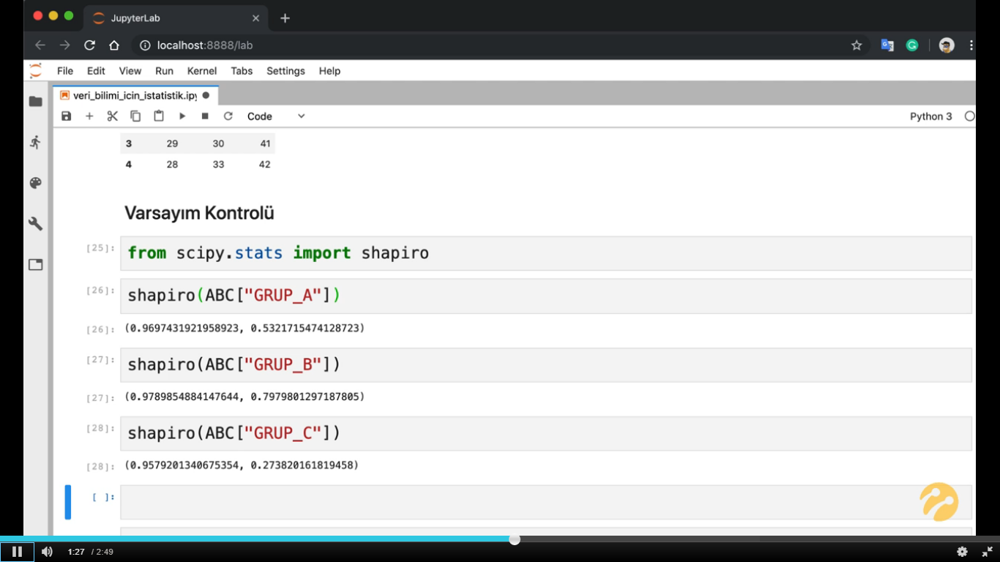 JupyterLab
localhost:8888/lab
File Edit View Run Kernel Tabs Settings Help
veri_bilimi_icin_istatistik.ipy
Code Python 3
3 29 30 41
4 28 33 42
Varsayım Kontrolü
[25]: from scipy.stats import shapiro
[26]: shapiro(ABC["GRUP_A"])
[26]: (0.9697431921958923, 0.5321715474128723)
[27]: shapiro(ABC["GRUP_B"])
[27]: (0.9789854884147644, 0.7979801297187805)
[28]: shapiro(ABC["GRUP_C"])
[28]: (0.9579201340675354, 0.273820161819458)
[ ]:
1:27 / 2:49